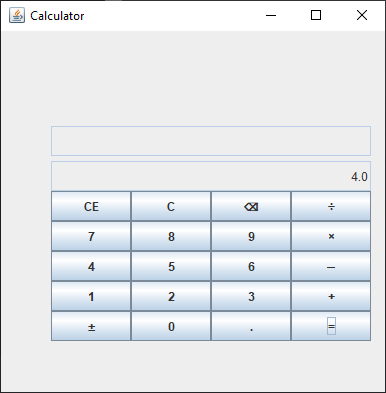 Calculator
4.0
CE C ⌫ ÷
7 8 9 ×
4 5 6 –
1 2 3 +
± 0 . =